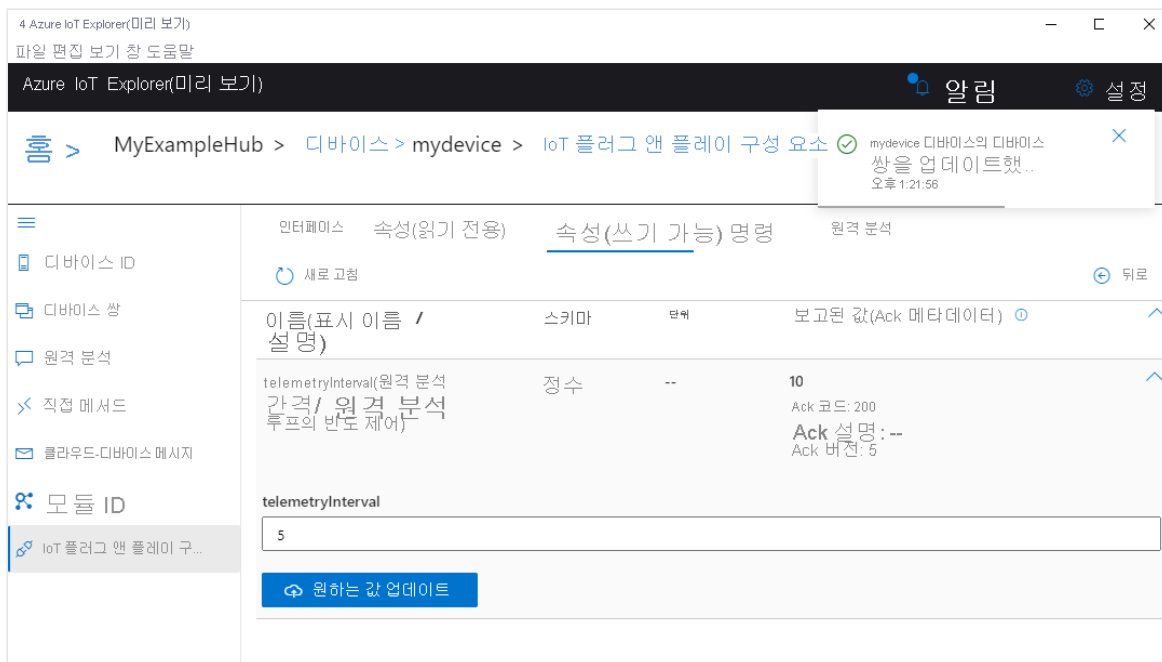 4 Azure IoT Explorer(미리 보기)
파일 편집 보기 창 도움말
Azure IoT Explorer(미리 보기)
알림
설정
홈 > MyExampleHub > 디바이스 > mydevice > IoT 플러그 앤 플레이 구성 요소
mydevice 디바이스의 디바이스
쌍을 업데이트했..
오후 1:21:56
디바이스 ID
디바이스 쌍
원격 분석
직접 메서드
클라우드-디바이스 메시지
모듈 ID
IoT 플러그 앤 플레이 구...
인터페이스 속성(읽기 전용) 속성(쓰기 가능) 명령 원격 분석
새로 고침
뒤로
이름(표시 이름 /
설명)
스키마
단위
보고된 값(Ack 메타데이터)
telemetryInterval(원격 분석
간격/ 원격 분석
루프의 빈도 제어)
정수
--
10
Ack 코드: 200
Ack 설명: --
Ack 버전: 5
telemetryInterval
5
원하는 값 업데이트